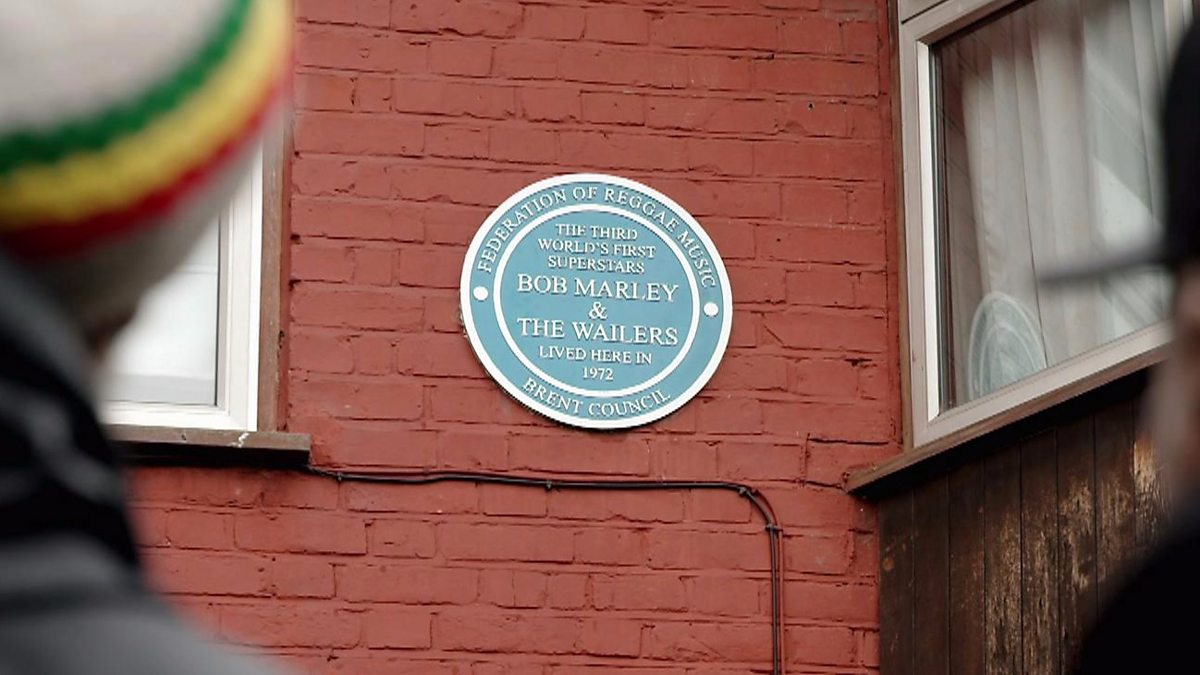 FEDERATION OF REGGAE MUSIC
THE THIRD
WORLD'S FIRST
SUPERSTARS
BOB MARLEY
&
THE WAILERS
LIVED HERE IN
1972
BRENT COUNCIL